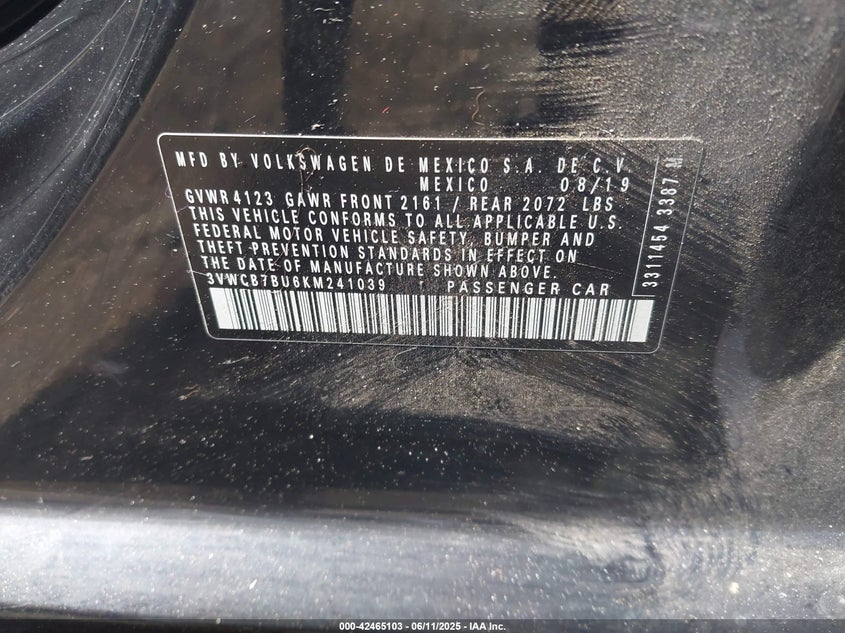 MFD BY VOLKSWAGEN DE MEXICO S.A. DE C.V.
MEXICO 08/19
GVWR 4123 GAWR FRONT 2161 / REAR 2072 LBS
THIS VEHICLE CONFORMS TO ALL APPLICABLE U.S.
FEDERAL MOTOR VEHICLE SAFETY, BUMPER AND
THEFT-PREVENTION STANDARDS IN EFFECT ON
THE DATE OF MANUFACTURE SHOWN ABOVE.
3VWCB7BU8KM241039 PASSENGER CAR
3311454 3387 M
000-42465103 - 06/11/2025 - IAA Inc.